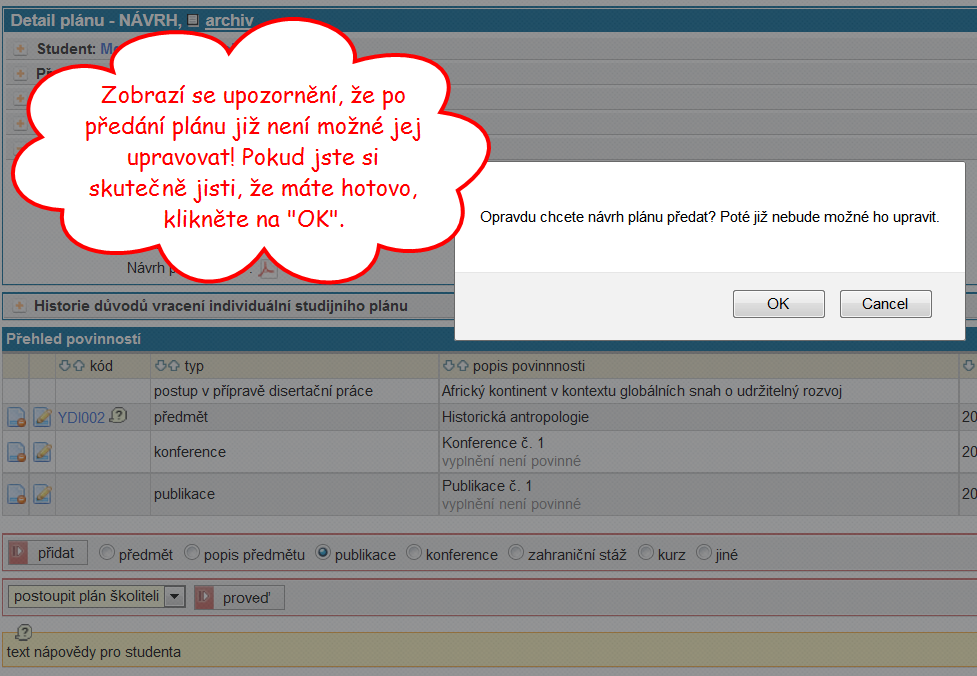 Detail plánu - NÁVRH, archiv
Student:
Zobrazí se upozornění, že po
předání plánu již není možné jej
upravovat! Pokud jste si
skutečně jisti, že máte hotovo,
klikněte na "OK".
Opravdu chcete návrh plánu předat? Poté již nebude možné ho upravit.
OK Cancel
Návrh
Historie důvodů vracení individuální studijního plánu
Přehled povinností
kód typ popis povinnnosti
postup v přípravě disertační práce Africký kontinent v kontextu globálních snah o udržitelný rozvoj
YDI002 předmět Historická antropologie 20
konference Konference č. 1 20
vyplnění není povinné
publikace Publikace č. 1 20
vyplnění není povinné
přidat předmět popis předmětu publikace konference zahraniční stáž kurz jiné
postoupit plán školiteli proveď
text nápovědy pro studenta